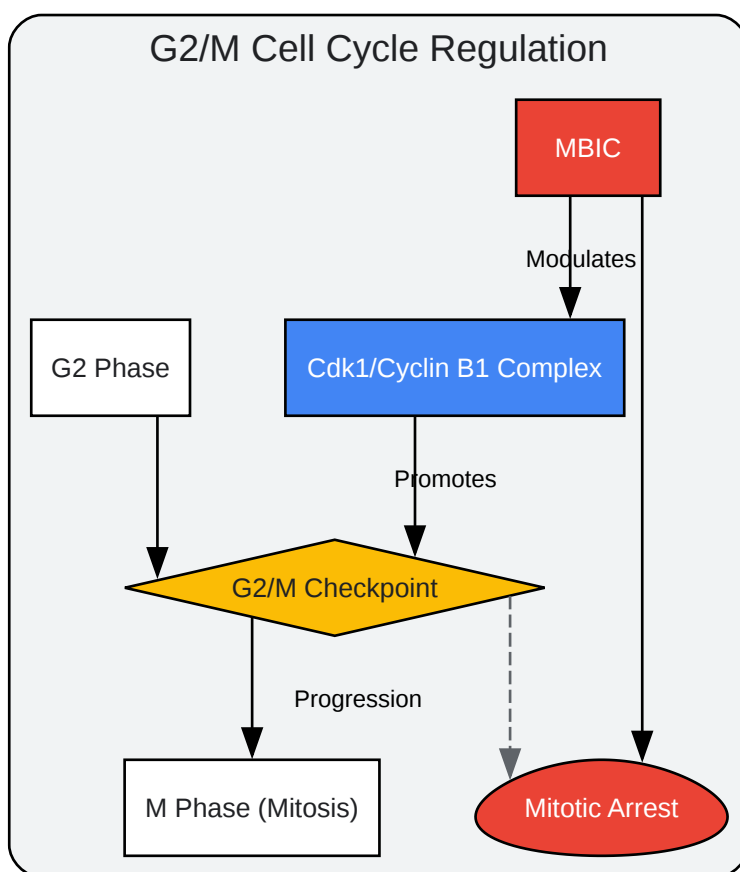 G2/M Cell Cycle Regulation
MBIC
Modulates
G2 Phase
Cdk1/Cyclin B1 Complex
Promotes
G2/M Checkpoint
Progression
M Phase (Mitosis)
Mitotic Arrest